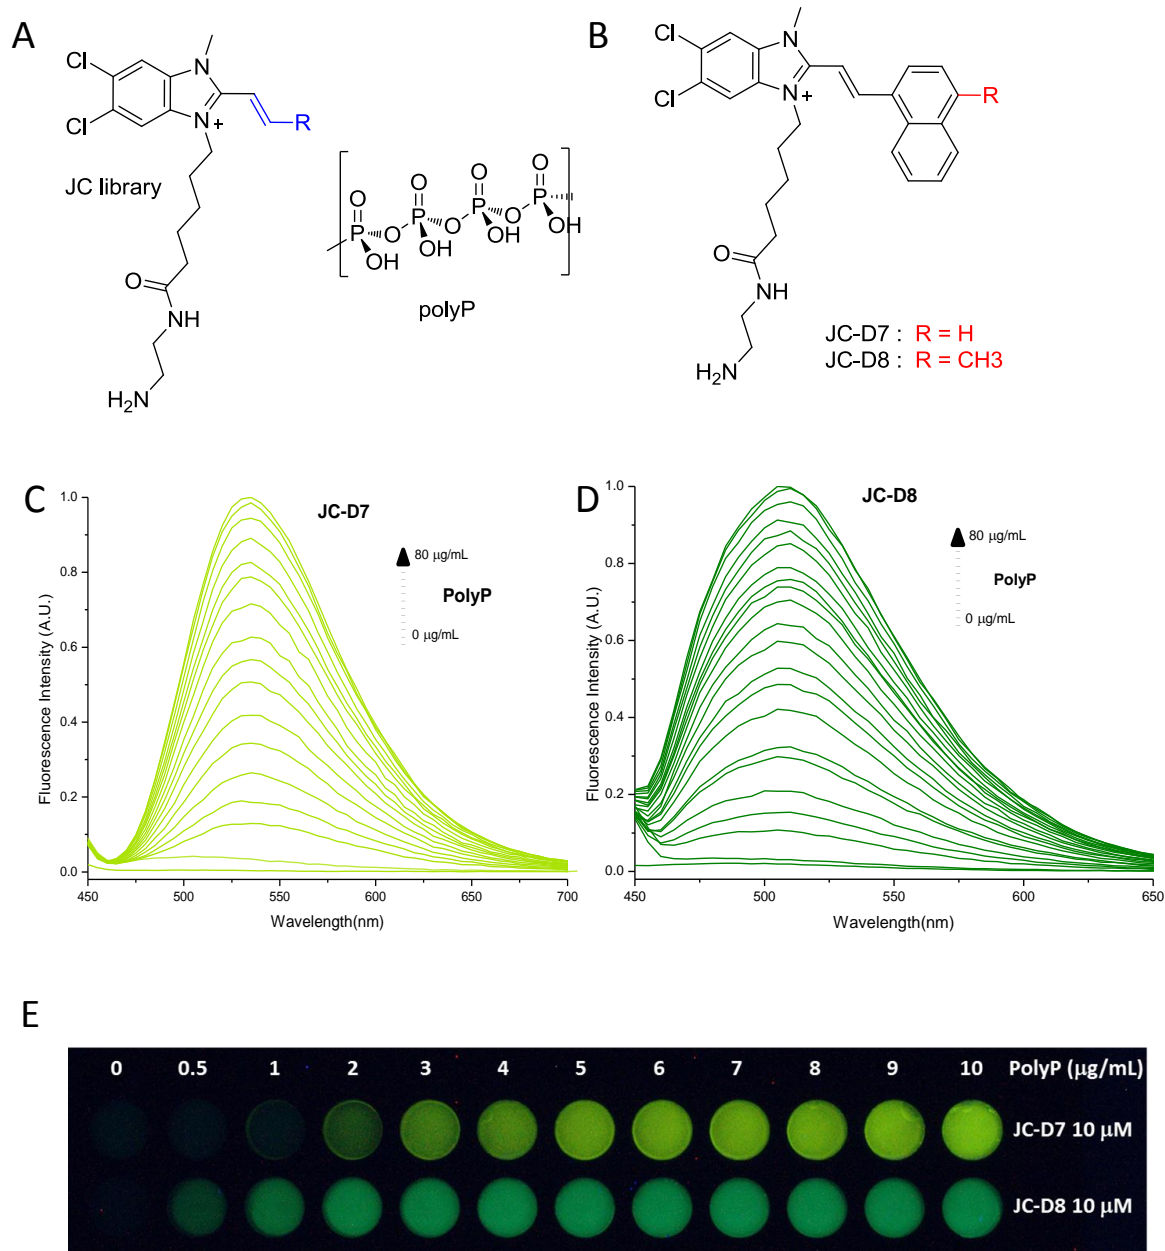 A
Cl
Cl
N
N
+
R
JC library
O
NH
H2N
O
O
O
O
P
P
P
P
O
O
O
OH
OH
OH
OH
polyP
B
Cl
Cl
N
N
+
R
O
NH
H2N
JC-D7 : R = H
JC-D8 : R = CH3
C
JC-D7
80 μg/mL
PolyP
0 μg/mL
Fluorescence Intensity (A.U.)
1.0
0.8
0.6
0.4
0.2
0.0
450 500 550 600 650 700
Wavelength(nm)
D
JC-D8
80 μg/mL
PolyP
0 μg/mL
Fluorescence Intensity (A.U.)
1.0
0.8
0.6
0.4
0.2
0.0
450 500 550 600 650
Wavelength(nm)
E
0 0.5 1 2 3 4 5 6 7 8 9 10 PolyP (μg/mL)
JC-D7 10 μM
JC-D8 10 μM